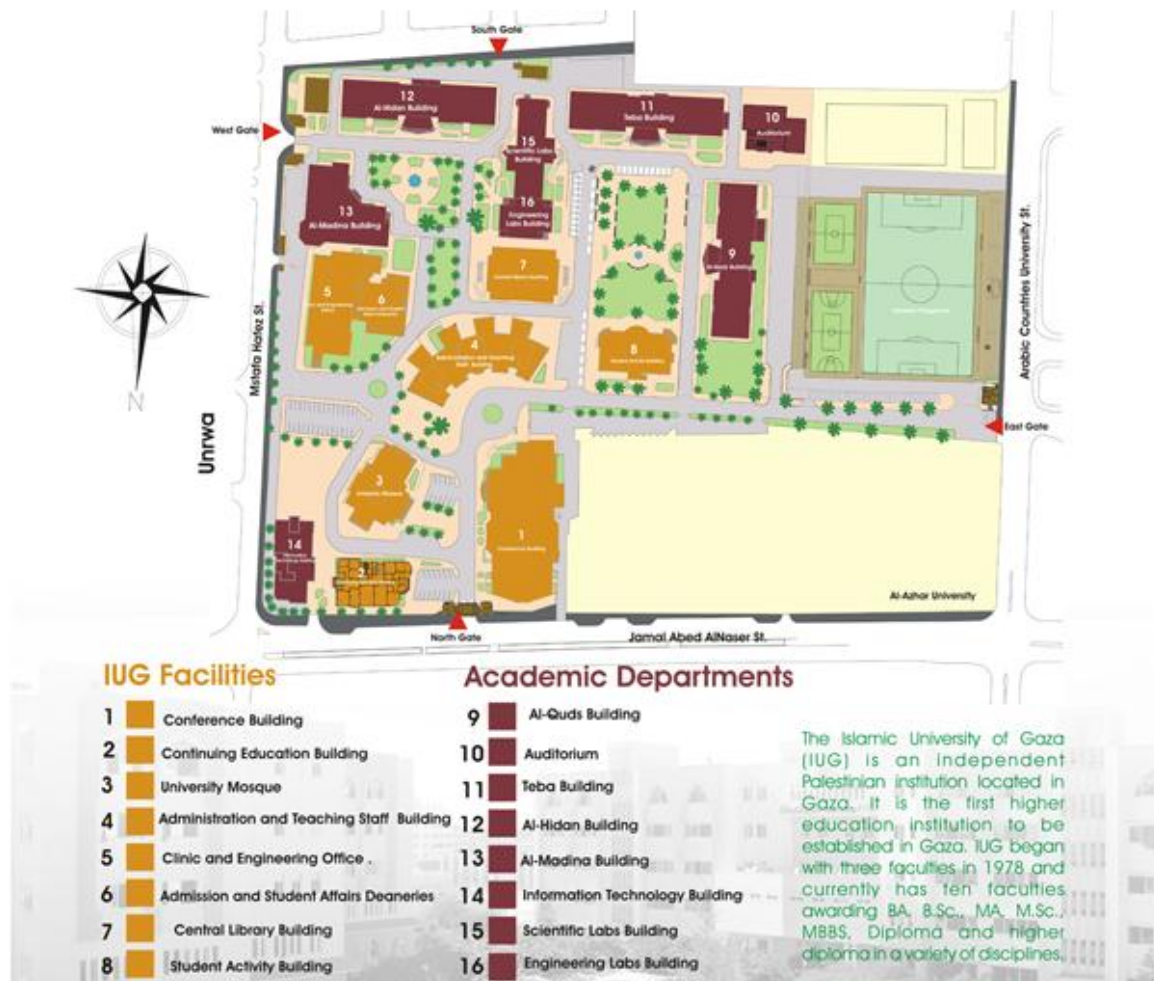 South Gate
12
Al-Hidan Building
11
Teba Building
10
Auditorium
West Gate
15
Scientific Labs
Building
16
Engineering
Labs Building
13
Al-Madina Building
9
7
5
6
4
8
Mstafa Hafez St.
Arabic Countries University St.
N
Unrwa
East Gate
3
14
1
2
Al-Azhar University
North Gate
Jamal Abed AlNaser St.
IUG Facilities
1 Conference Building
2 Continuing Education Building
3 University Mosque
4 Administration and Teaching Staff Building
5 Clinic and Engineering Office .
6 Admission and Student Affairs Deaneries
7 Central Library Building
8 Student Activity Building
Academic Departments
9 Al-Quds Building
10 Auditorium
11 Teba Building
12 Al-Hidan Building
13 Al-Madina Building
14 Information Technology Building
15 Scientific Labs Building
16 Engineering Labs Building
The Islamic University of Gaza
(IUG) is an independent
Palestinian institution located in
Gaza. It is the first higher
education institution to be
established in Gaza. IUG began
with three faculties in 1978 and
currently has ten faculties
awarding BA, B.Sc., MA, M.Sc.,
MBBS, Diploma and higher
diploma in a variety of disciplines.